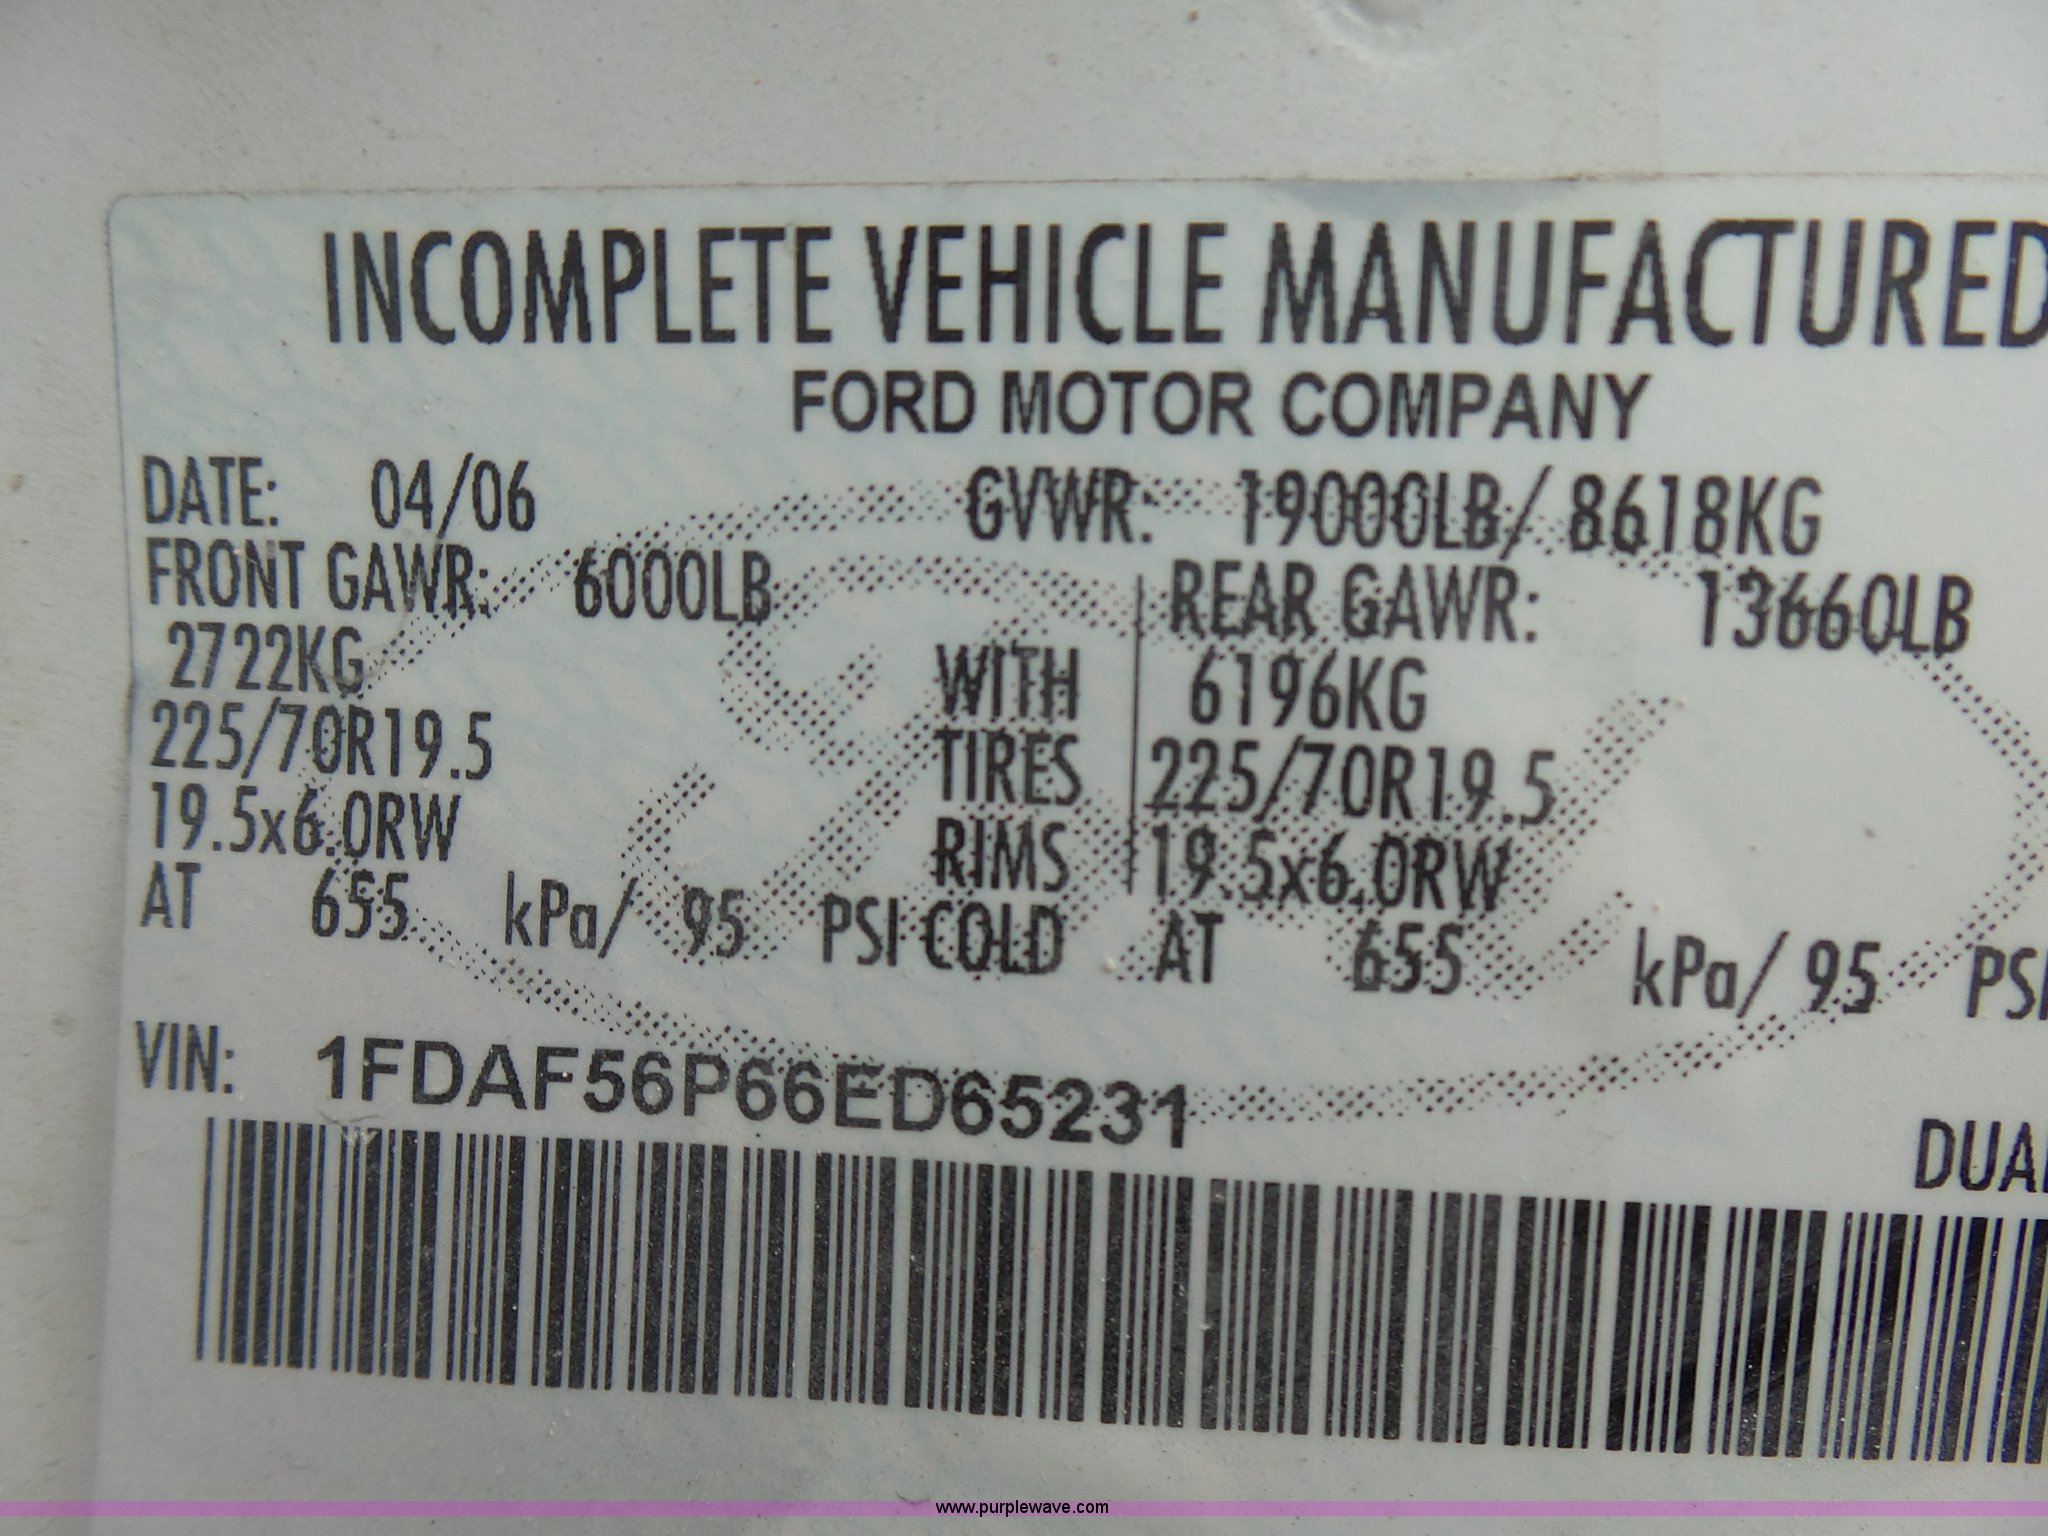 INCOMPLETE VEHICLE MANUFACTURED
FORD MOTOR COMPANY
DATE: 04/06 GVWR: 19000LB/ 8618KG
FRONT GAWR: 6000LB REAR GAWR: 13660LB
2722KG WITH 6196KG
225/70R19.5 TIRES 225/70R19.5
19.5x6.0RW RIMS 19.5x6.0RW
AT 655 kPa/ 95 PSI COLD AT 655 kPa/ 95 PSI
VIN: 1FDAF56P66ED65231
DUAL
www.purplewave.com